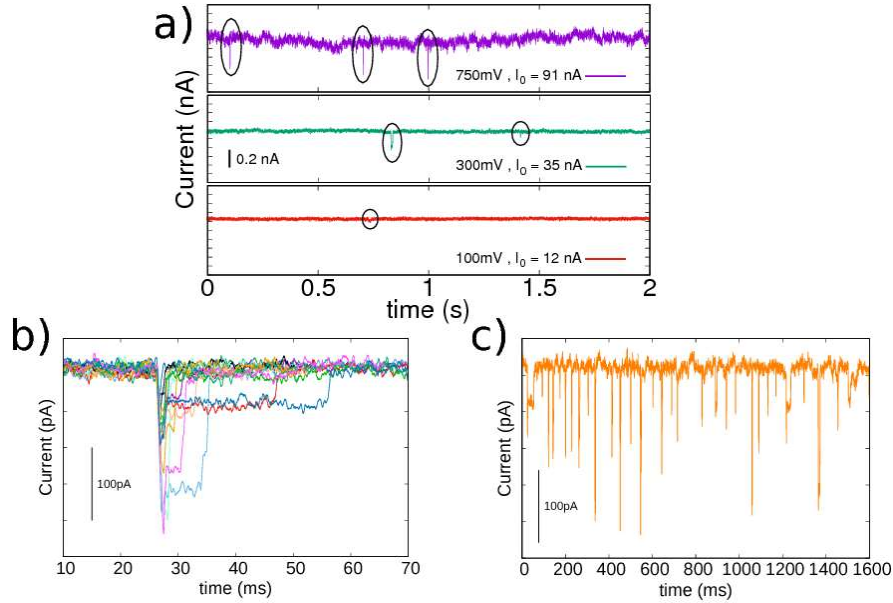 a)
Current (nA)
750mV , I0 = 91 nA
0.2 nA
300mV , I0 = 35 nA
100mV , I0 = 12 nA
0 0.5 1 1.5 2
time (s)
b)
Current (pA)
100pA
10 20 30 40 50 60 70
time (ms)
c)
Current (pA)
100pA
0 200 400 600 800 1000 1200 1400 1600
time (ms)